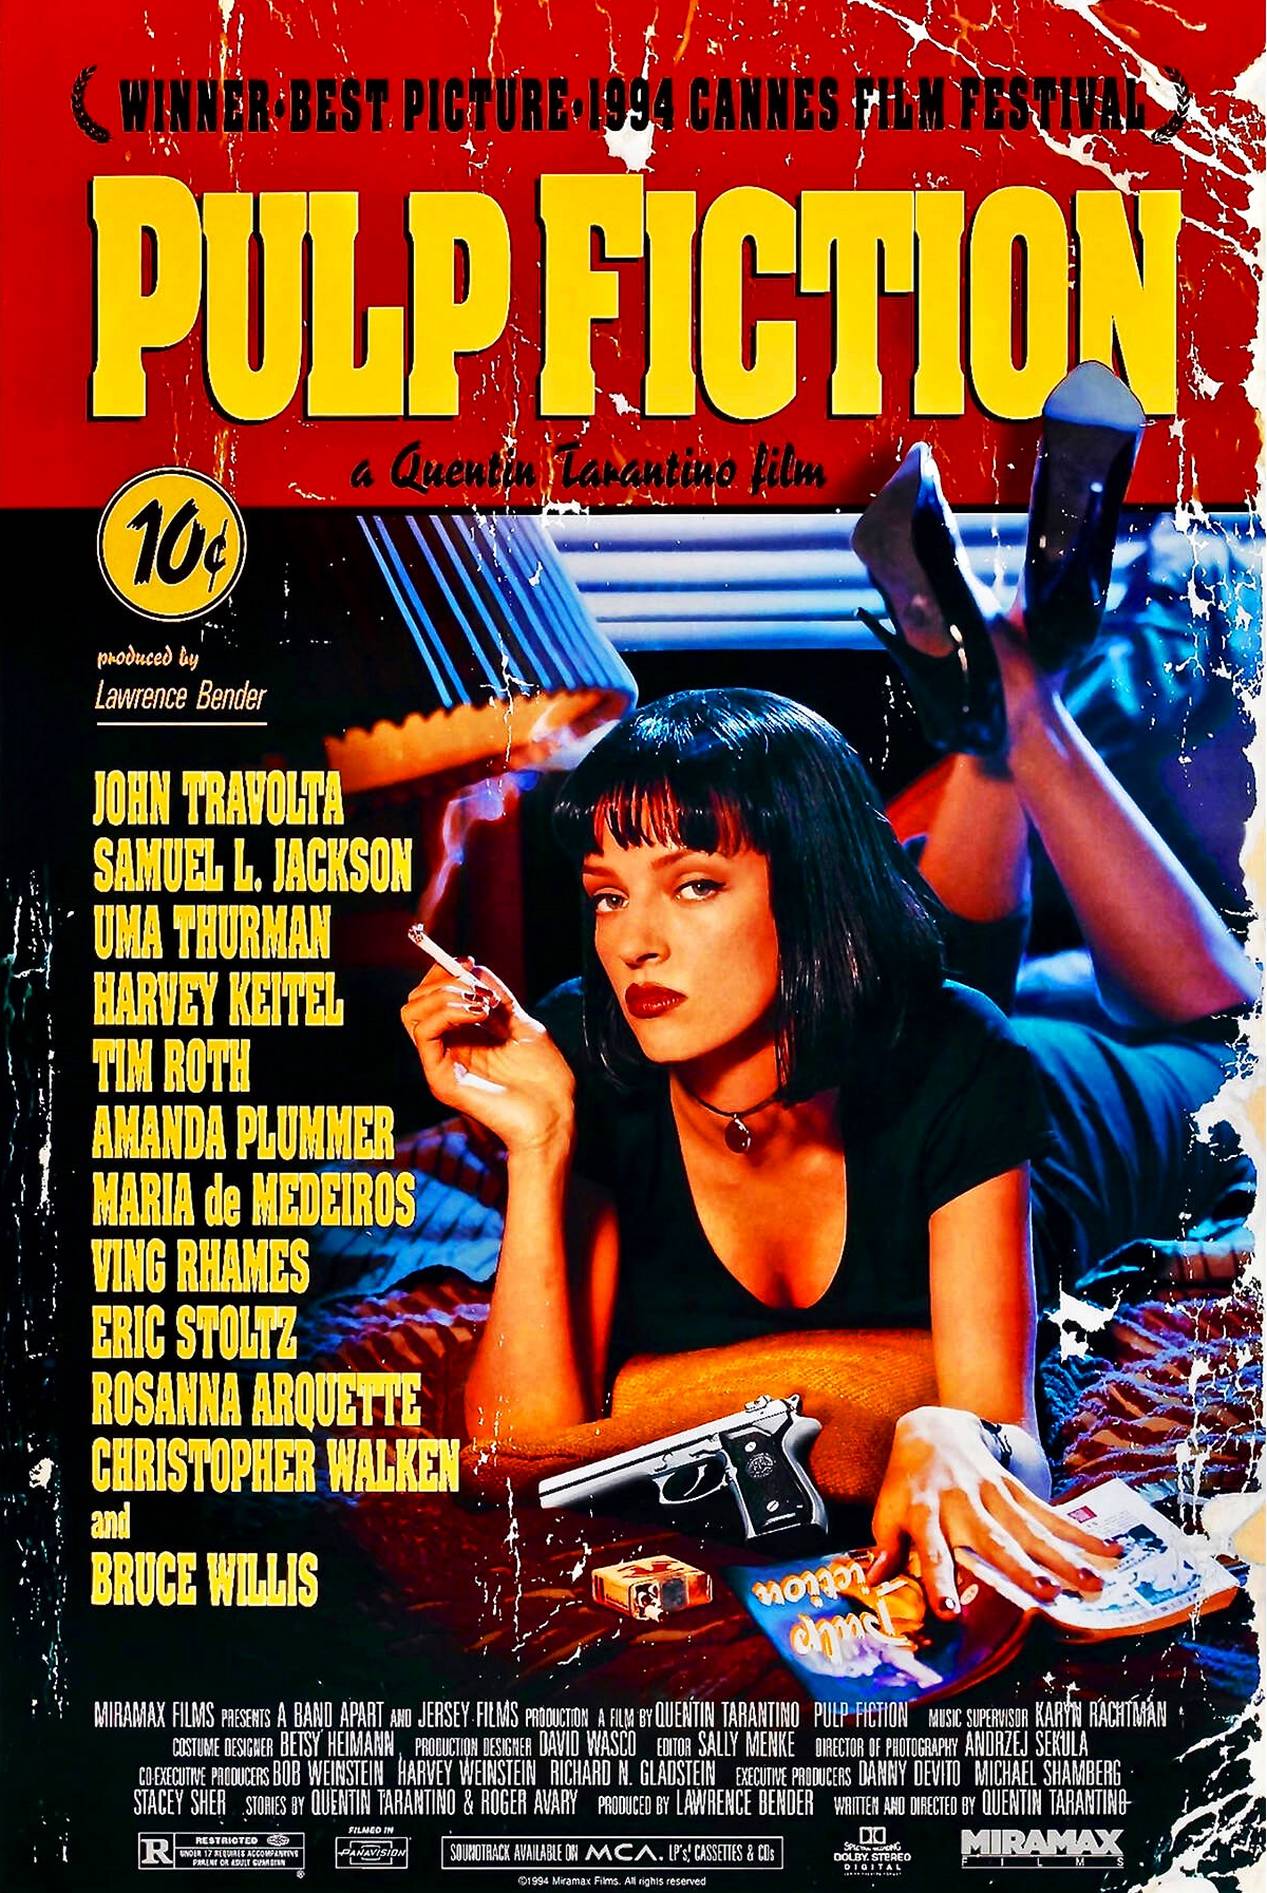 WINNER•BEST PICTURE•1994 CANNES FILM FESTIVAL
PULP FICTION
a Quentin Tarantino film
10¢
produced by
Lawrence Bender
JOHN TRAVOLTA
SAMUEL L. JACKSON
UMA THURMAN
HARVEY KEITEL
TIM ROTH
AMANDA PLUMMER
MARIA de MEDEIROS
VING RHAMES
ERIC STOLTZ
ROSANNA ARQUETTE
CHRISTOPHER WALKEN
and
BRUCE WILLIS
Pulp
Fiction
MIRAMAX FILMS PRESENTS A BAND APART AND JERSEY FILMS PRODUCTION A FILM BY QUENTIN TARANTINO PULP FICTION MUSIC SUPERVISOR KARYN RACHTMAN
COSTUME DESIGNER BETSY HEIMANN PRODUCTION DESIGNER DAVID WASCO EDITOR SALLY MENKE DIRECTOR OF PHOTOGRAPHY ANDRZEJ SEKULA
CO-EXECUTIVE PRODUCERS BOB WEINSTEIN HARVEY WEINSTEIN RICHARD N. GLADSTEIN EXECUTIVE PRODUCERS DANNY DEVITO MICHAEL SHAMBERG
STACEY SHER STORIES BY QUENTIN TARANTINO & ROGER AVARY PRODUCED BY LAWRENCE BENDER WRITTEN AND DIRECTED BY QUENTIN TARANTINO
R RESTRICTED
UNDER 17 REQUIRES ACCOMPANYING
PARENT OR ADULT GUARDIAN
®
FILMED IN
PANAVISION
SOUNDTRACK AVAILABLE ON MCA. LP's, CASSETTES & CDs
DOLBY STEREO
DIGITAL
MIRAMAX
FILMS
©1994 Miramax Films. All rights reserved